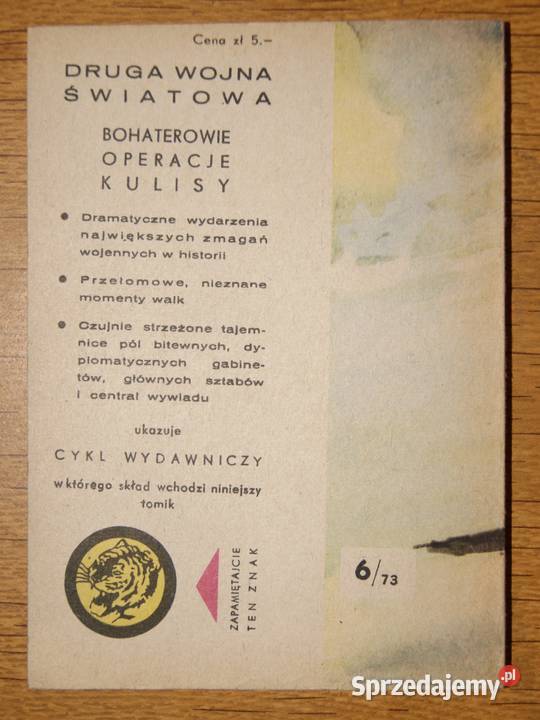 Cena zł 5.–
DRUGA WOJNA
ŚWIATOWA
BOHATEROWIE
OPERACJE
KULISY
● Dramatyczne wydarzenia
największych zmagań
wojennych w historii
● Przełomowe, nieznane
momenty walk
● Czujnie strzeżone tajem-
nice pól bitewnych, dy-
plomatycznych gabine-
tów, głównych sztabów
i central wywiadu
ukazuje
CYKL WYDAWNICZY
w którego skład wchodzi niniejszy
tomik
ZAPAMIĘTAJCIE
TEN ZNAK
6/73
Sprzedajemy.pl